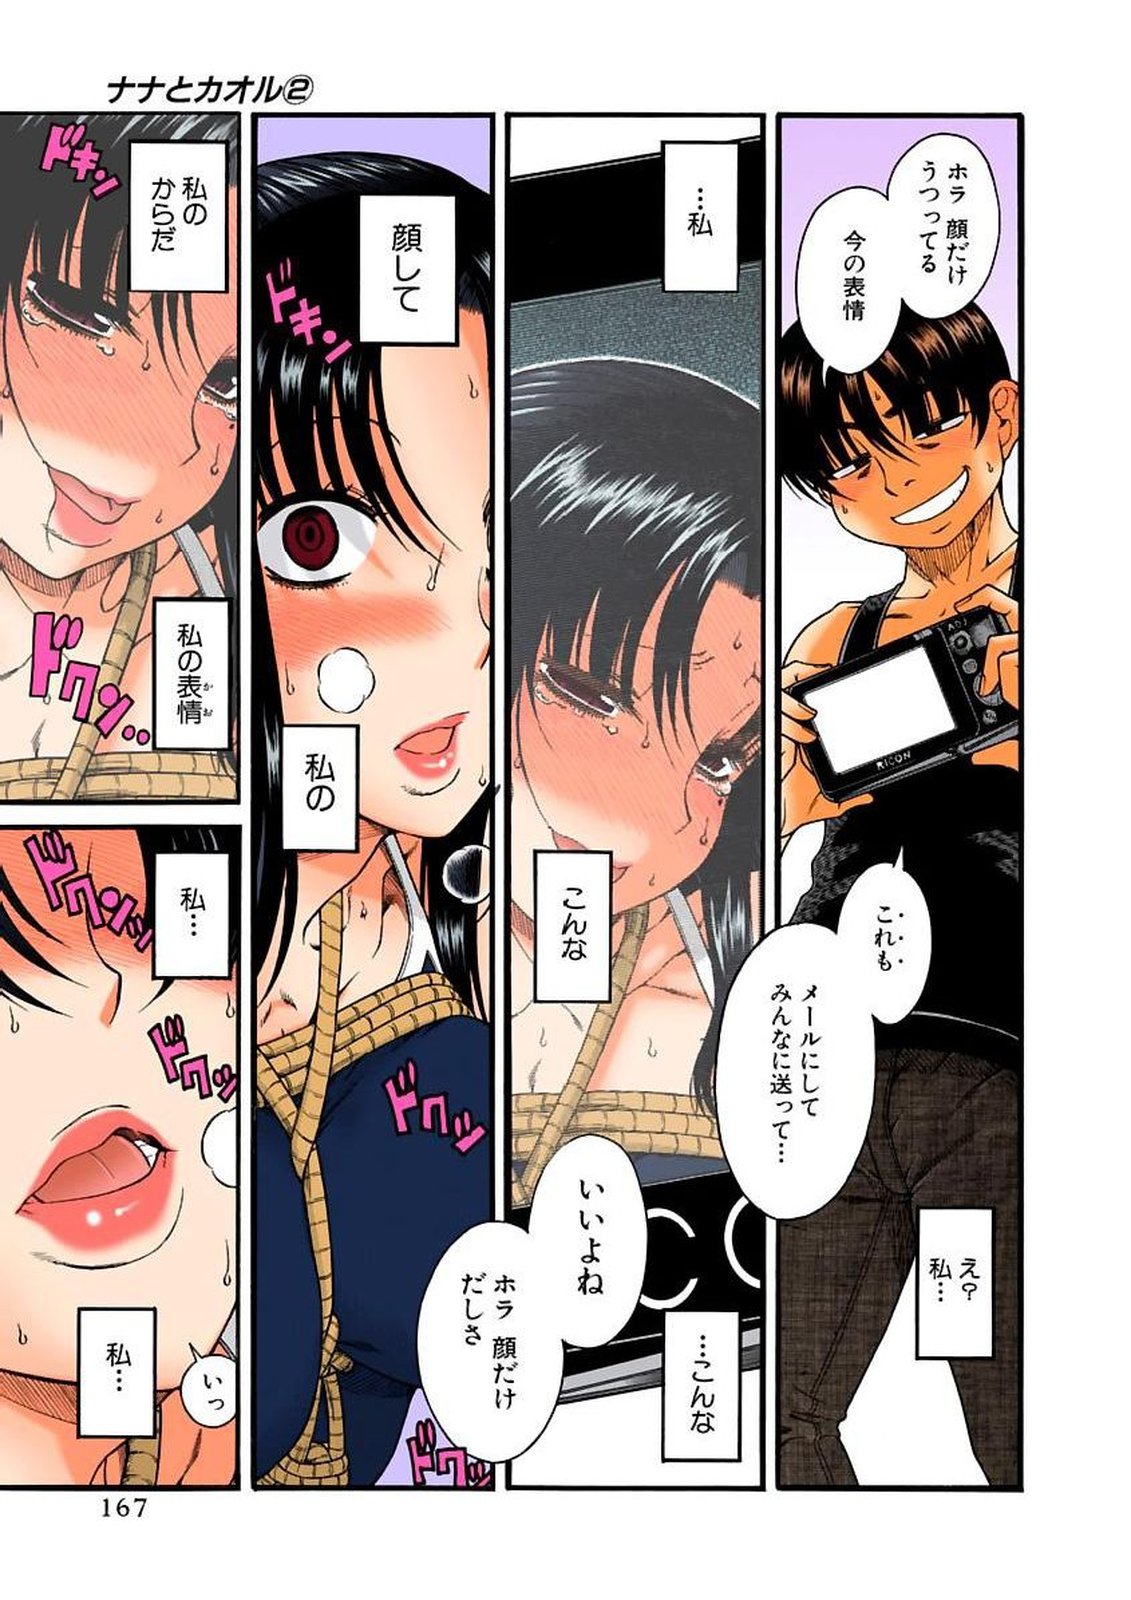 ナナとカオル②
ホラ 顔だけ
うつってる
今の表情
ADJ
RICOH
これも
メールにして
みんなに送って…
え?
私…
…私
こんな
いいよね
ホラ 顔だけ
だしさ
…こんな
顔して
ドキン
私の
ドクッ
ドクッ
私の
からだ
ドキン
私の表情
かお
ドクン‥
私…
ドクンッ
ドクッ
私…
いっ
167